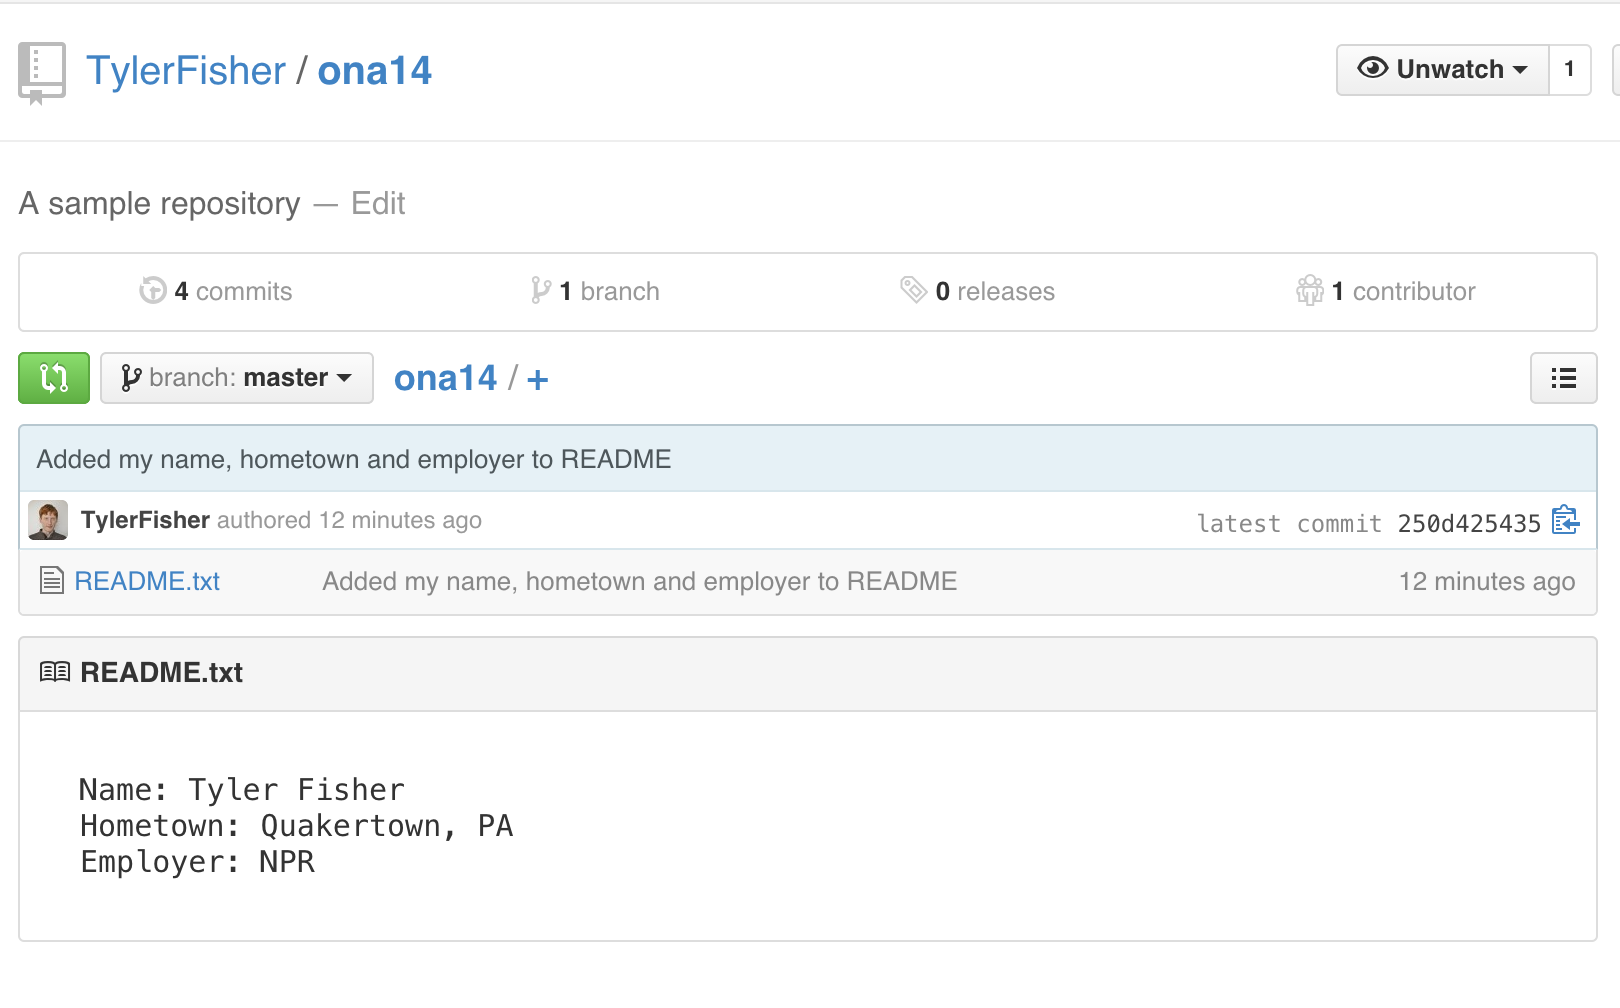 TylerFisher / ona14
Unwatch 1
A sample repository — Edit
4 commits 1 branch 0 releases 1 contributor
branch: master ona14 / +
Added my name, hometown and employer to README
TylerFisher authored 12 minutes ago latest commit 250d425435
README.txt Added my name, hometown and employer to README 12 minutes ago
README.txt
Name: Tyler Fisher
Hometown: Quakertown, PA
Employer: NPR